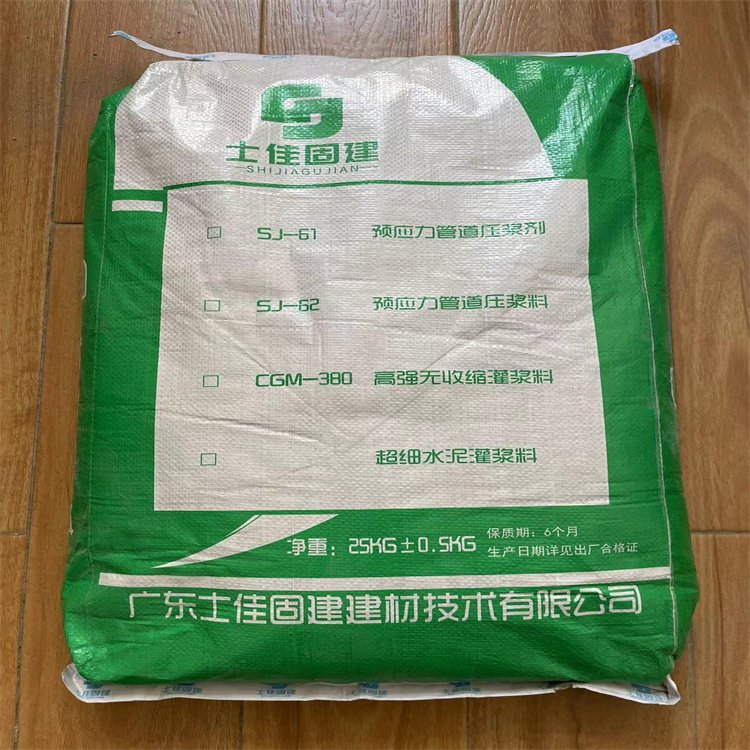 士佳固建
SHIJIAGUJIAN
SJ-61 预应力管道压浆剂
SJ-62 预应力管道压浆料
CGM-380 高强无收缩灌浆料
超细水泥灌浆料
净重：25KG±0.5KG
保质期：6个月
生产日期详见出厂合格证
广东士佳固建建材技术有限公司
士佳固建